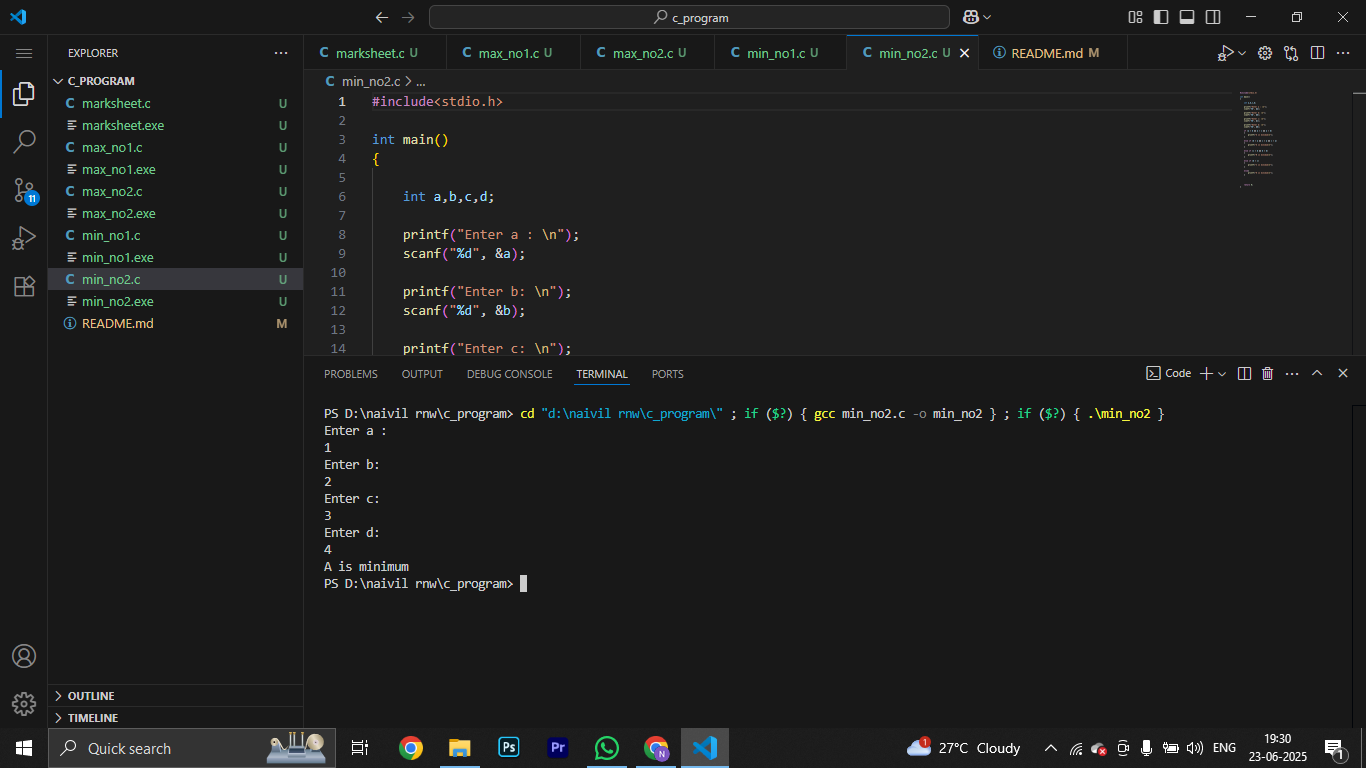 c_program
EXPLORER
C_PROGRAM
C marksheet.c U
marksheet.exe U
C max_no1.c U
max_no1.exe U
C max_no2.c U
max_no2.exe U
C min_no1.c U
min_no1.exe U
C min_no2.c U
min_no2.exe U
README.md M
11
OUTLINE
TIMELINE
C marksheet.c U
C max_no1.c U
C max_no2.c U
C min_no1.c U
C min_no2.c U
README.md M
C min_no2.c > ...
1 #include<stdio.h>
2
3 int main()
4 {
5
6 int a,b,c,d;
7
8 printf("Enter a : \n");
9 scanf("%d", &a);
10
11 printf("Enter b: \n");
12 scanf("%d", &b);
13
14 printf("Enter c: \n");
PROBLEMS OUTPUT DEBUG CONSOLE TERMINAL PORTS
Code
PS D:\naivil rnw\c_program> cd "d:\naivil rnw\c_program\" ; if ($?) { gcc min_no2.c -o min_no2 } ; if ($?) { .\min_no2 }
Enter a :
1
Enter b:
2
Enter c:
3
Enter d:
4
A is minimum
PS D:\naivil rnw\c_program>
Quick search
Ps
Pr
N
1
27°C Cloudy
ENG
19:30
23-06-2025
1